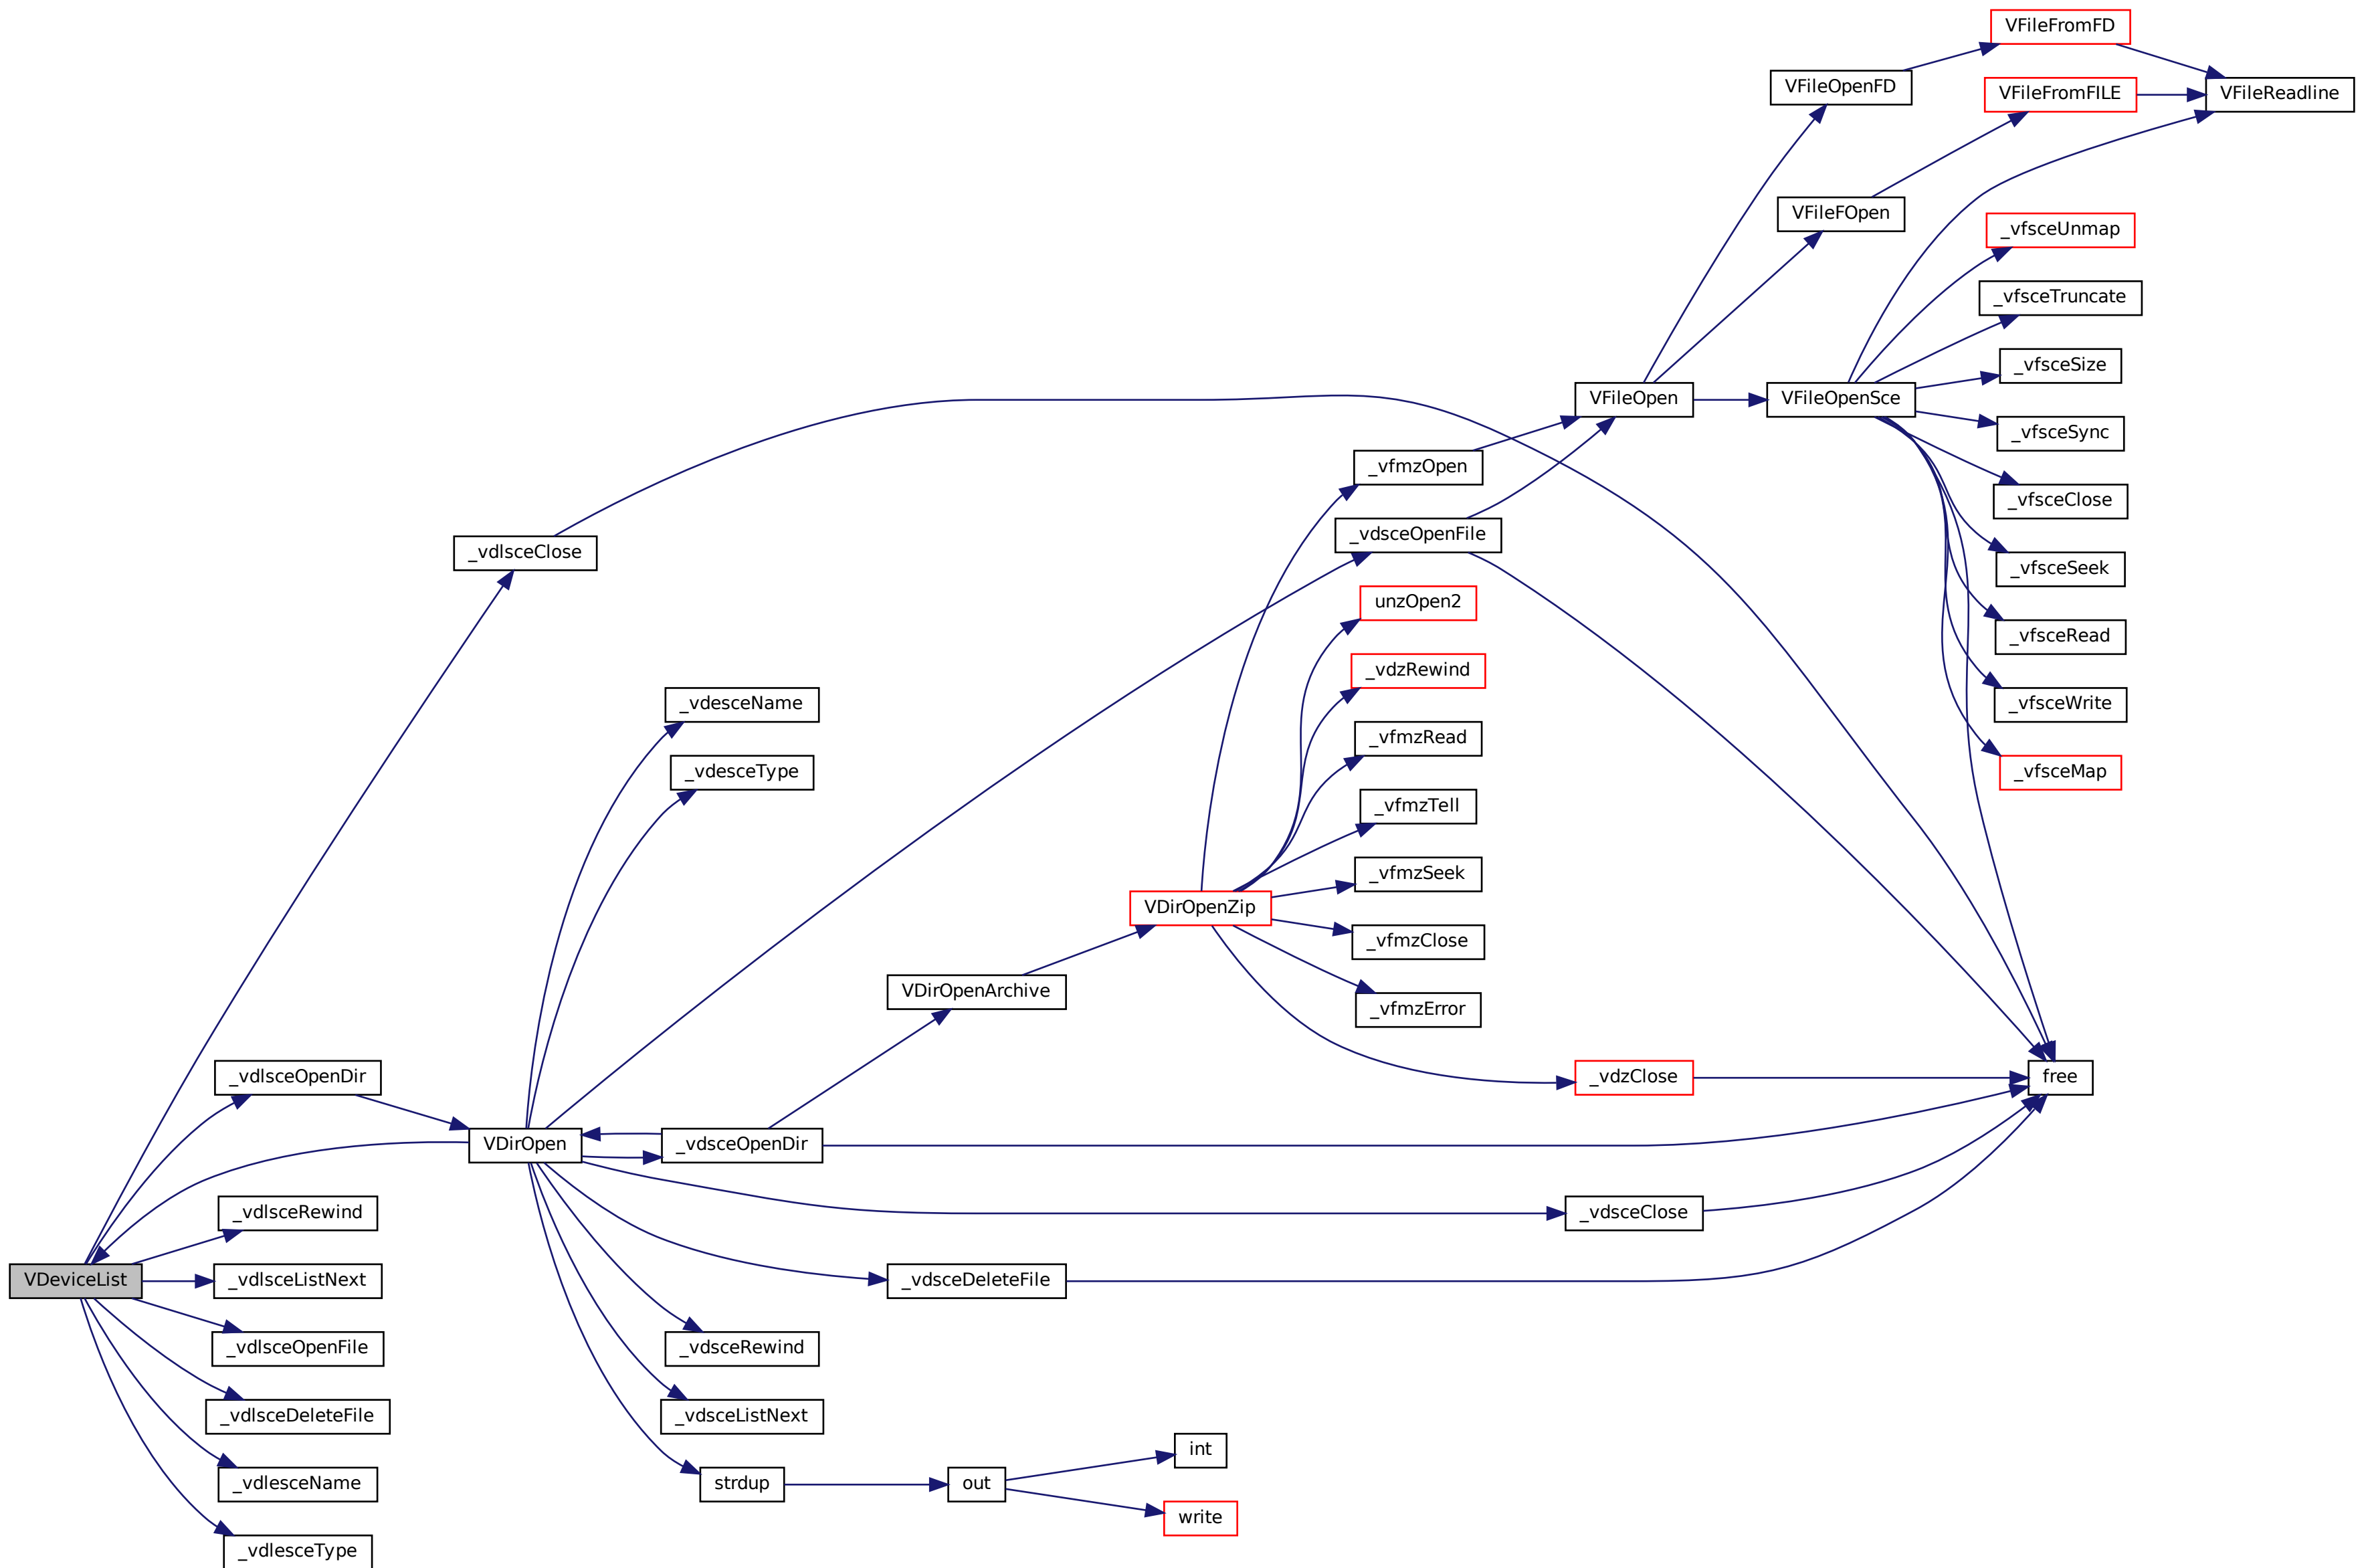 VFileFromFD
VFileOpenFD
VFileFromFILE
VFileReadline
VFileFOpen
_vfsceUnmap
_vfsceTruncate
_vfsceSize
VFileOpen
VFileOpenSce
_vfsceSync
_vfmzOpen
_vfsceClose
_vdsceOpenFile
_vdlsceClose
_vfsceSeek
unzOpen2
_vfsceRead
_vdzRewind
_vdesceName
_vfsceWrite
_vfmzRead
_vdesceType
_vfsceMap
_vfmzTell
_vfmzSeek
VDirOpenZip
_vfmzClose
VDirOpenArchive
_vfmzError
_vdlsceOpenDir
_vdzClose
free
VDirOpen
_vdsceOpenDir
_vdlsceRewind
_vdsceClose
VDeviceList
_vdlsceListNext
_vdsceDeleteFile
_vdlsceOpenFile
_vdsceRewind
_vdlsceDeleteFile
_vdsceListNext
int
_vdlesceName
strdup
out
write
_vdlesceType